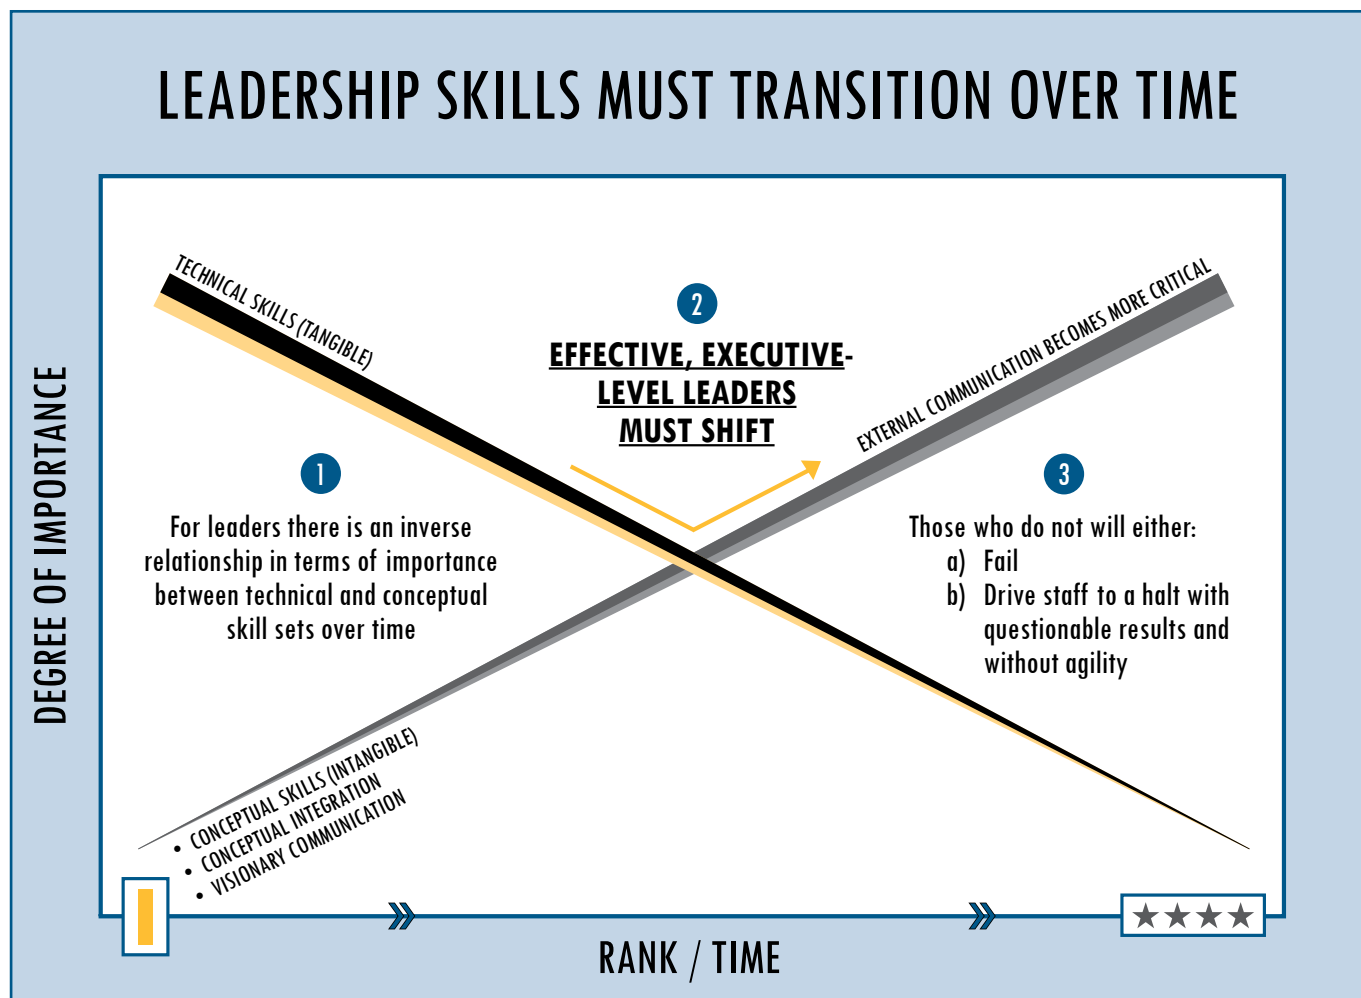 LEADERSHIP SKILLS MUST TRANSITION OVER TIME
DEGREE OF IMPORTANCE
TECHNICAL SKILLS (TANGIBLE)
1
For leaders there is an inverse
relationship in terms of importance
between technical and conceptual
skill sets over time
2
EFFECTIVE, EXECUTIVE-
LEVEL LEADERS
MUST SHIFT
EXTERNAL COMMUNICATION BECOMES MORE CRITICAL
3
Those who do not will either:
a) Fail
b) Drive staff to a halt with
questionable results and
without agility
• CONCEPTUAL SKILLS (INTANGIBLE)
• CONCEPTUAL INTEGRATION
• VISIONARY COMMUNICATION
RANK / TIME